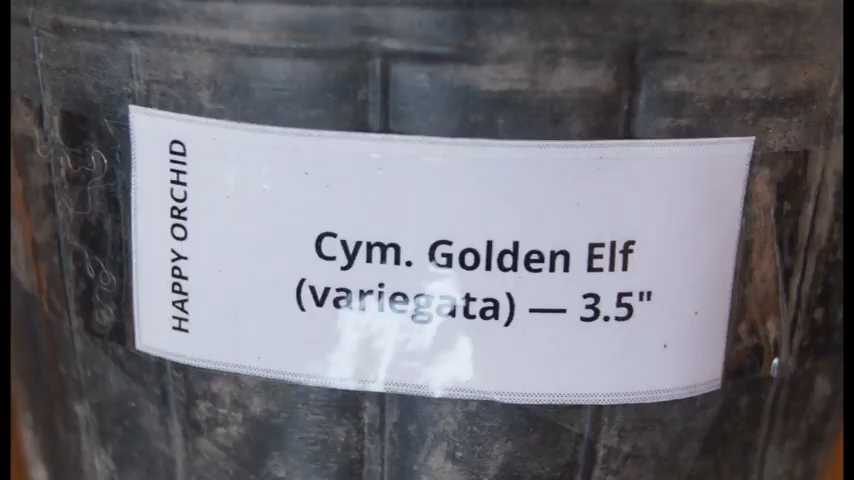 HAPPY ORCHID
Cym. Golden Elf
(variegata) — 3.5"